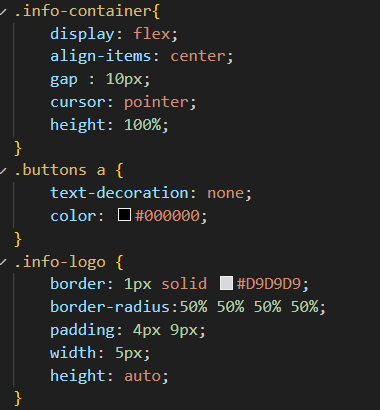 .info-container{
    display: flex;
    align-items: center;
    gap : 10px;
    cursor: pointer;
    height: 100%;
}
.buttons a {
    text-decoration: none;
    color: #000000;
}
.info-logo {
    border: 1px solid #D9D9D9;
    border-radius:50% 50% 50% 50%;
    padding: 4px 9px;
    width: 5px;
    height: auto;
}